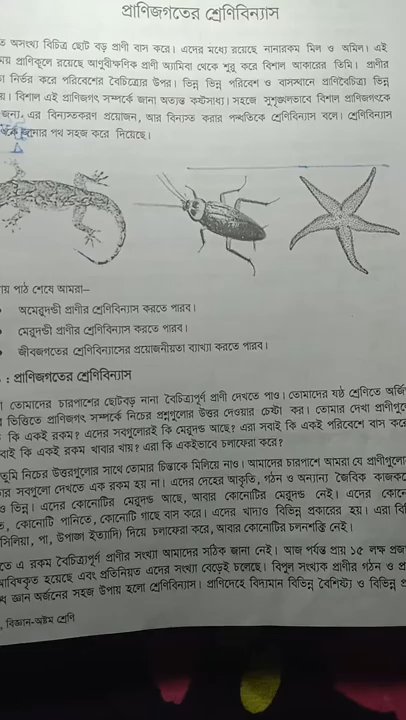 প্রাণিজগতের শ্রেণিবিন্যাস
ত অসংখ্য বিচিত্র ছোট বড় প্রাণী বাস করে। এদের মধ্যে রয়েছে নানারকম মিল ও অমিল। এই
ময় প্রাণিকূলে রয়েছে আণুবীক্ষণিক প্রাণী অ্যামিবা থেকে শুরু করে বিশাল আকারের তিমি। প্রাণীর
তা নির্ভর করে পরিবেশের বৈচিত্র্যের উপর। ভিন্ন ভিন্ন পরিবেশ ও বাসস্থানে প্রাণিবৈচিত্র্য ভিন্ন
য়। বিশাল এই প্রাণিজগৎ সম্পর্কে জানা অত্যন্ত কষ্টসাধ্য। সহজে সুশৃঙ্খলভাবে বিশাল প্রাণিজগৎকে
জন্য এর বিন্যস্তকরণ প্রয়োজন, আর বিন্যস্ত করার পদ্ধতিকে শ্রেণিবিন্যাস বলে। শ্রেণিবিন্যাস
কে জানার পথ সহজ করে দিয়েছে।
য় পাঠ শেষে আমরা–
অমেরুদণ্ডী প্রাণীর শ্রেণিবিন্যাস করতে পারব।
মেরুদণ্ডী প্রাণীর শ্রেণিবিন্যাস করতে পারব।
জীবজগতের শ্রেণিবিন্যাসের প্রয়োজনীয়তা ব্যাখ্যা করতে পারব।
: প্রাণিজগতের শ্রেণিবিন্যাস
া তোমাদের চারপাশের ছোটবড় নানা বৈচিত্র্যপূর্ণ প্রাণী দেখতে পাও। তোমাদের ষষ্ঠ শ্রেণিতে অর্জি
র ভিত্তিতে প্রাণিজগৎ সম্পর্কে নিচের প্রশ্নগুলোর উত্তর দেওয়ার চেষ্টা কর। তোমার দেখা প্রাণীগু
কি একই রকম? এদের সবগুলোরই কি মেরুদণ্ড আছে? এরা সবাই কি একই পরিবেশে বাস করে
কি একই রকম খাবার খায়? এরা কি একইভাবে চলাফেরা করে?
তুমি নিচের উত্তরগুলোর সাথে তোমার চিন্তাকে মিলিয়ে নাও। আমাদের চারপাশে আমরা যে প্রাণীগুলো
ার সবগুলো দেখতে এক রকম হয় না। এদের দেহের আকৃতি, গঠন ও অন্যান্য জৈবিক কাজক
ও ভিন্ন। এদের কোনোটির মেরুদণ্ড আছে, আবার কোনোটির মেরুদণ্ড নেই। এদের কোনে
ত, কোনোটি পানিতে, কোনোটি গাছে বাস করে। এদের খাদ্যও বিভিন্ন প্রকারের হয়। এরা বি
সিলিয়া, পা, উপাঙ্গ ইত্যাদি) দিয়ে চলাফেরা করে, আবার কোনোটির চলনশক্তি নেই।
তে এ রকম বৈচিত্র্যপূর্ণ প্রাণীর সংখ্যা আমাদের সঠিক জানা নেই। আজ পর্যন্ত প্রায় ১৫ লক্ষ প্রজা
আবিষ্কৃত হয়েছে এবং প্রতিনিয়ত এদের সংখ্যা বেড়েই চলেছে। বিপুল সংখ্যক প্রাণীর গঠন ও প্র
ধে জ্ঞান অর্জনের সহজ উপায় হলো শ্রেণিবিন্যাস। প্রাণিদেহে বিদ্যমান বিভিন্ন বৈশিষ্ট্য ও বিভিন্ন প্র
, বিজ্ঞান-অষ্টম শ্রেণি